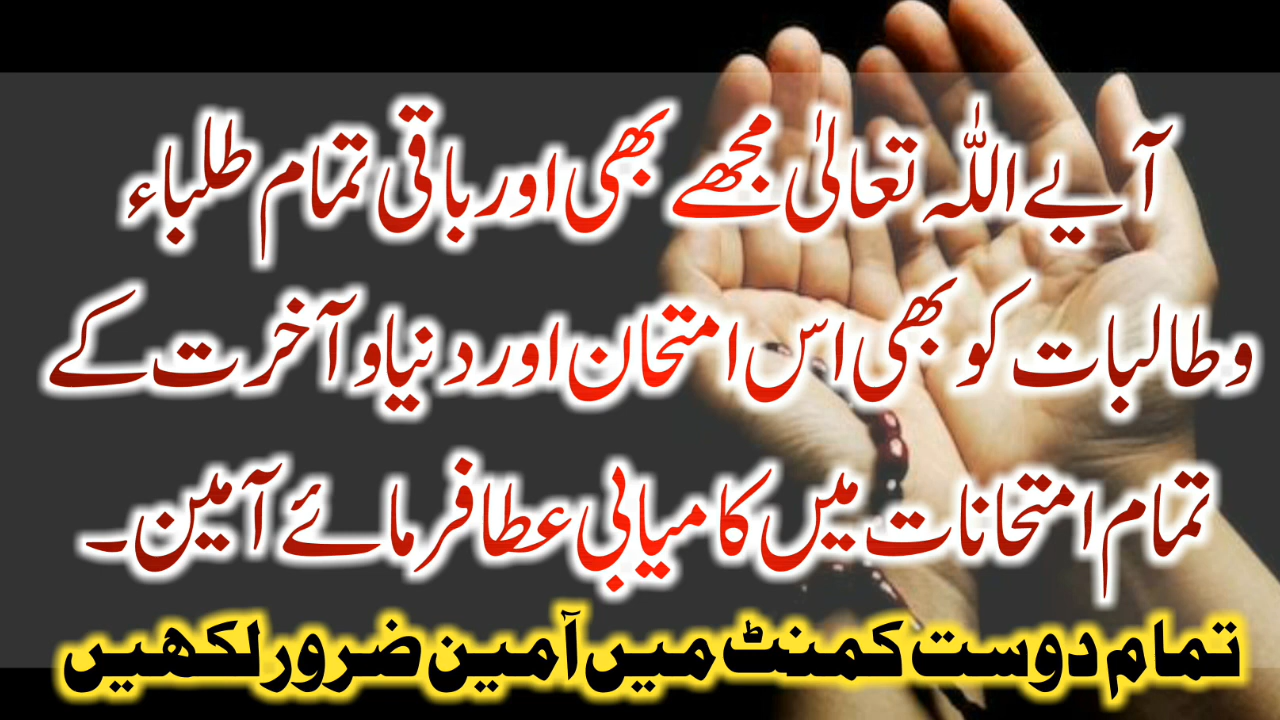 آیے اللہ تعالیٰ مجھے بھی اور باقی تمام طلباء
وطالبات کو بھی اس امتحان اور دنیا و آخرت کے
تمام امتحانات میں کامیابی عطا فرمائے آمین۔
تمام دوست کمنٹ میں آمین ضرور لکھیں